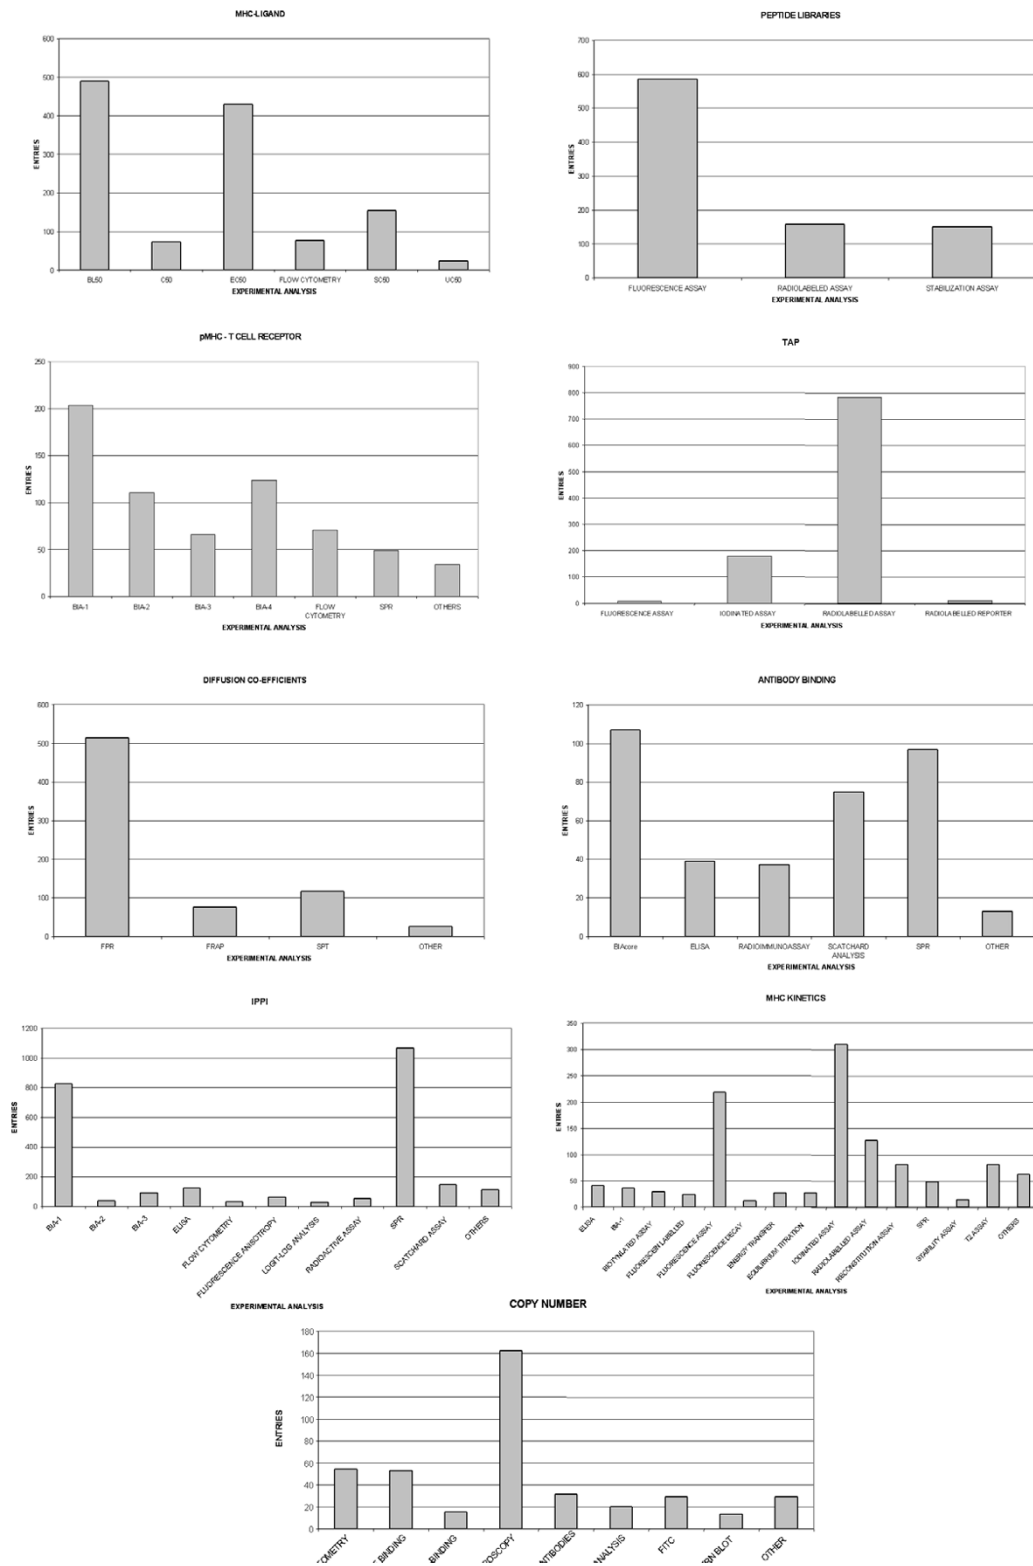 MHC-LIGAND
600
500
400
300
200
100
0
ENTRIES
BL50 C50 EC50 FLOW CYTOMETRY SC50 UC50
EXPERIMENTAL ANALYSIS
PEPTIDE LIBRARIES
700
600
500
400
300
200
100
0
ENTRIES
FLUORESCENCE ASSAY RADIOLABELED ASSAY STABILIZATION ASSAY
EXPERIMENTAL ANALYSIS
pMHC - T CELL RECEPTOR
250
200
150
100
50
0
ENTRIES
BIA-1 BIA-2 BIA-3 BIA-4 FLOW CYTOMETRY SPR OTHERS
EXPERIMENTAL ANALYSIS
TAP
900
800
700
600
500
400
300
200
100
0
ENTRIES
FLUORESCENCE ASSAY IODINATED ASSAY RADIOLABELLED ASSAY RADIOLABELLED REPORTER
EXPERIMENTAL ANALYSIS
DIFFUSION CO-EFFICIENTS
600
500
400
300
200
100
0
ENTRIES
FPR FRAP SPT OTHER
EXPERIMENTAL ANALYSIS
ANTIBODY BINDING
120
100
80
60
40
20
0
ENTRIES
BIAcore ELISA RADIOIMMUNOASSAY SCATCHARD ANALYSIS SPR OTHER
EXPERIMENTAL ANALYSIS
IPPI
1200
1000
800
600
400
200
0
ENTRIES
BIA-1 BIA-2 BIA-3 ELISA FLOW CYTOMETRY FLUORESCENCE ANISOTROPY LOGIT-LOG ANALYSIS RADIOACTIVE ASSAY SPR SCATCHARD ASSAY OTHERS
EXPERIMENTAL ANALYSIS
MHC KINETICS
350
300
250
200
150
100
50
0
ENTRIES
ELISA BIA-1 BIOTYNLATED ASSAY FLUORESCEIN LABELLED FLUORESCENCE ASSAY FLUORESCENCE DECAY ENERGY TRANSFER EQUILIBRIUM TITRATION IODINATED ASSAY RADIOLABELLED ASSAY RECONSTITUTION ASSAY SPR STABILITY ASSAY T2 ASSAY OTHERS
EXPERIMENTAL ANALYSIS
COPY NUMBER
180
160
140
120
100
80
60
40
20
0
ENTRIES
BINDING BINDING ANTIBODIES ANALYSIS FITC BLOT OTHER